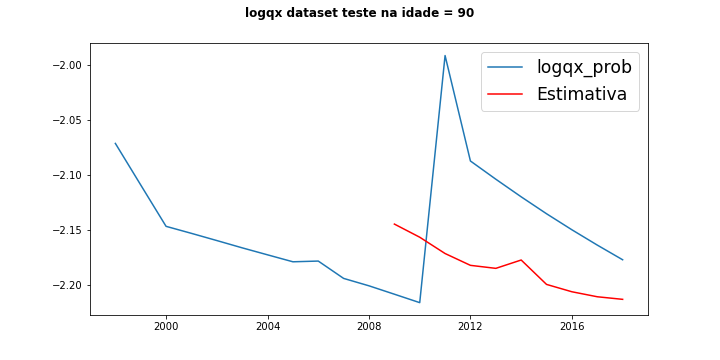 logqx dataset teste na idade = 90
logqx_prob
Estimativa
−2.00
−2.05
−2.10
−2.15
−2.20
2000 2004 2008 2012 2016